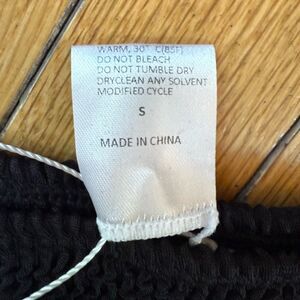 WARM, 30° C(85F)
DO NOT BLEACH
DO NOT TUMBLE DRY
DRYCLEAN ANY SOLVENT
MODIFIED CYCLE
S
MADE IN CHINA